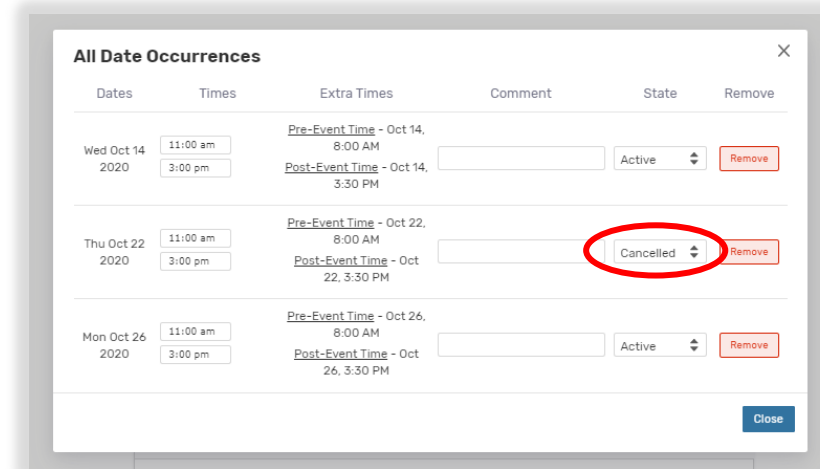 All Date Occurrences
Dates Times Extra Times Comment State Remove
Wed Oct 14
2020
11:00 am
3:00 pm
Pre-Event Time - Oct 14,
8:00 AM
Post-Event Time - Oct 14,
3:30 PM
Active
Remove
Thu Oct 22
2020
11:00 am
3:00 pm
Pre-Event Time - Oct 22,
8:00 AM
Post-Event Time - Oct
22, 3:30 PM
Cancelled
Remove
Mon Oct 26
2020
11:00 am
3:00 pm
Pre-Event Time - Oct 26,
8:00 AM
Post-Event Time - Oct
26, 3:30 PM
Active
Remove
Close